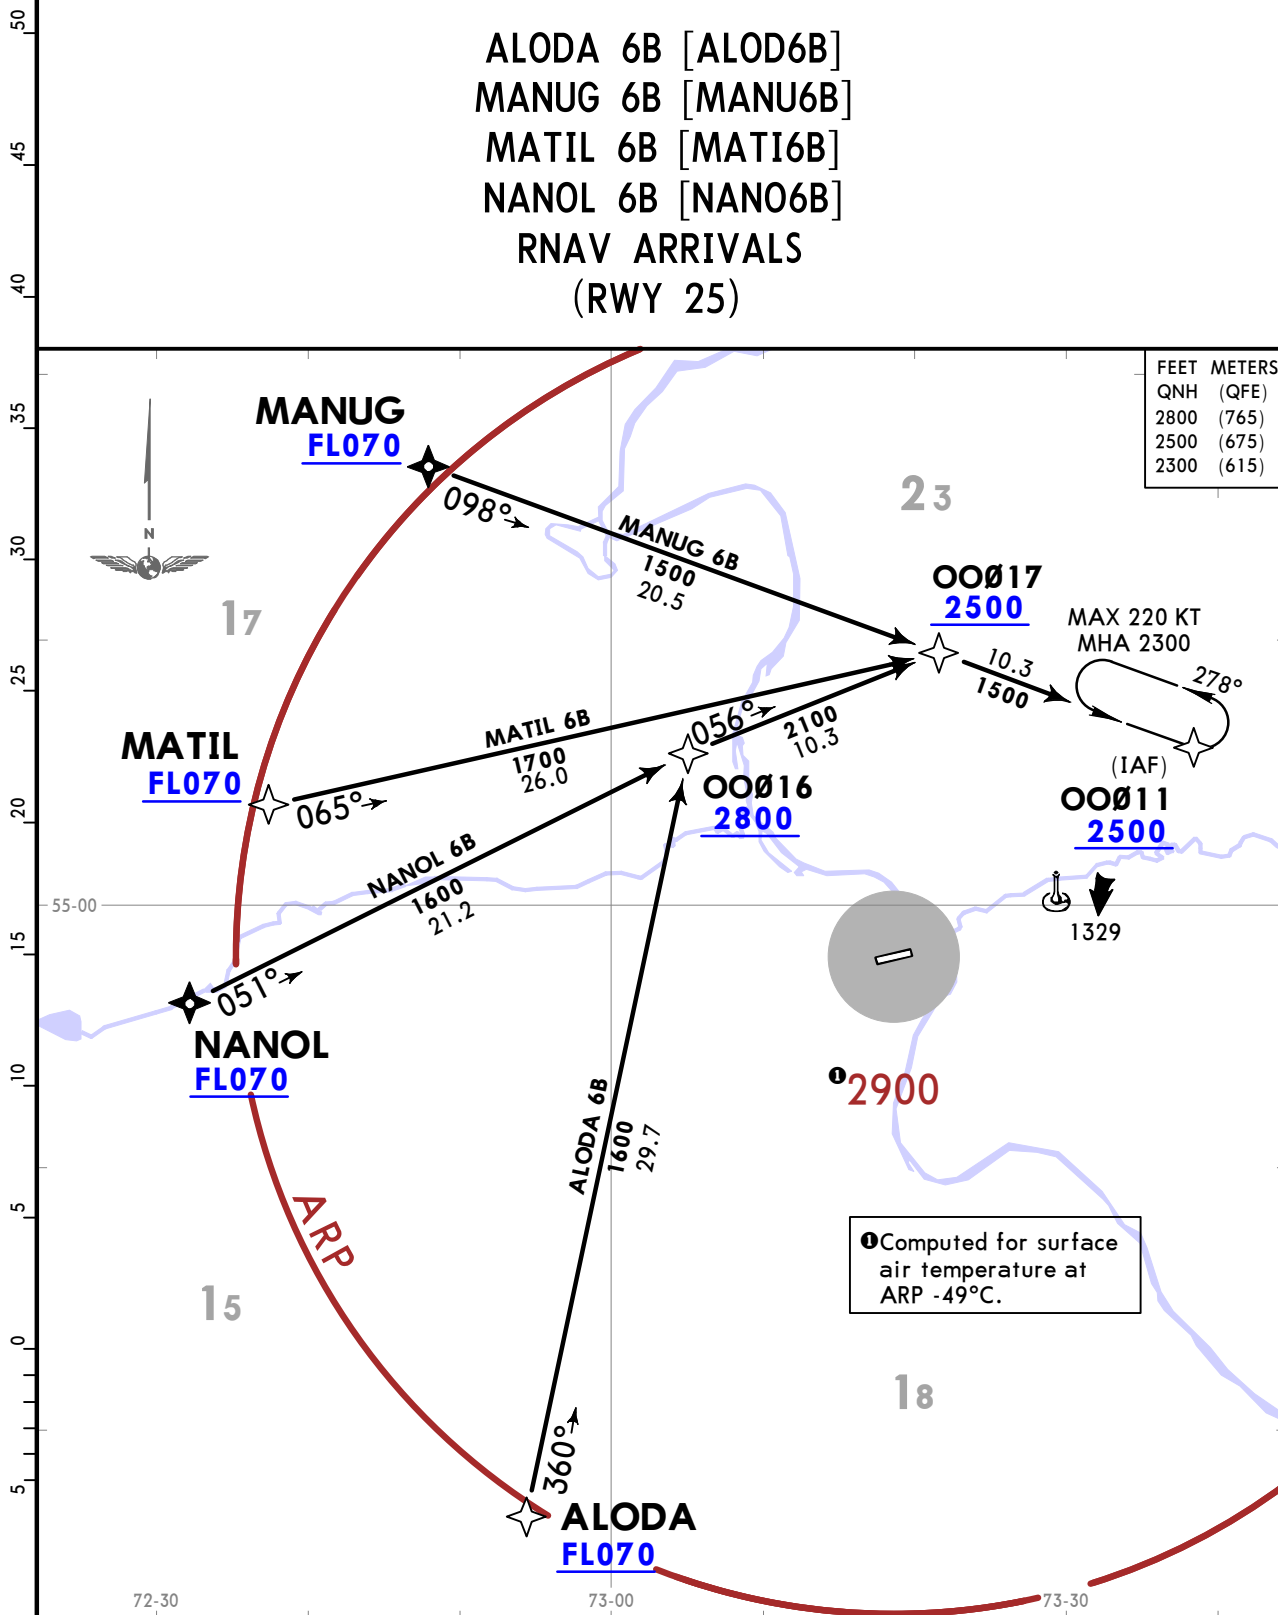 ALODA 6B [ALOD6B]
MANUG 6B [MANU6B]
MATIL 6B [MATI6B]
NANOL 6B [NANO6B]
RNAV ARRIVALS
(RWY 25)
50
45
40
35
30
25
20
15
10
5
0
5
FEET METERS
QNH (QFE)
2800 (765)
2500 (675)
2300 (615)
MANUG
FL070
098°
MANUG 6B
1500
20.5
23
N
17
OOØ17
2500
MAX 220 KT
MHA 2300
278°
10.3
1500
MATIL
FL070
065°
MATIL 6B
1700
26.0
056°
2100
10.3
OOØ16
2800
(IAF)
OOØ11
2500
NANOL 6B
1600
21.2
55-00
1329
051°
NANOL
FL070
❶2900
ALODA 6B
1600
29.7
ARP
15
❶Computed for surface
air temperature at
ARP -49°C.
18
360°
ALODA
FL070
72-30
73-00
73-30